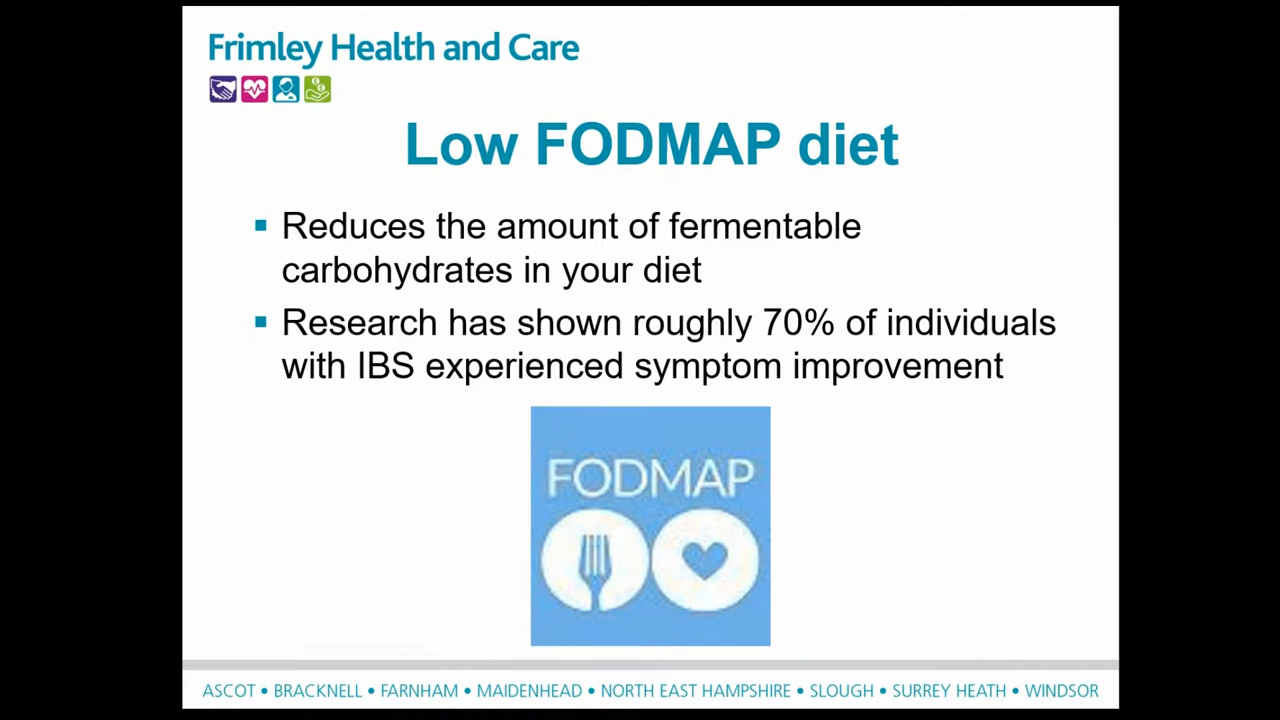 Frimley Health and Care
Low FODMAP diet
▪ Reduces the amount of fermentable
carbohydrates in your diet
▪ Research has shown roughly 70% of individuals
with IBS experienced symptom improvement
FODMAP
ASCOT • BRACKNELL • FARNHAM • MAIDENHEAD • NORTH EAST HAMPSHIRE • SLOUGH • SURREY HEATH • WINDSOR